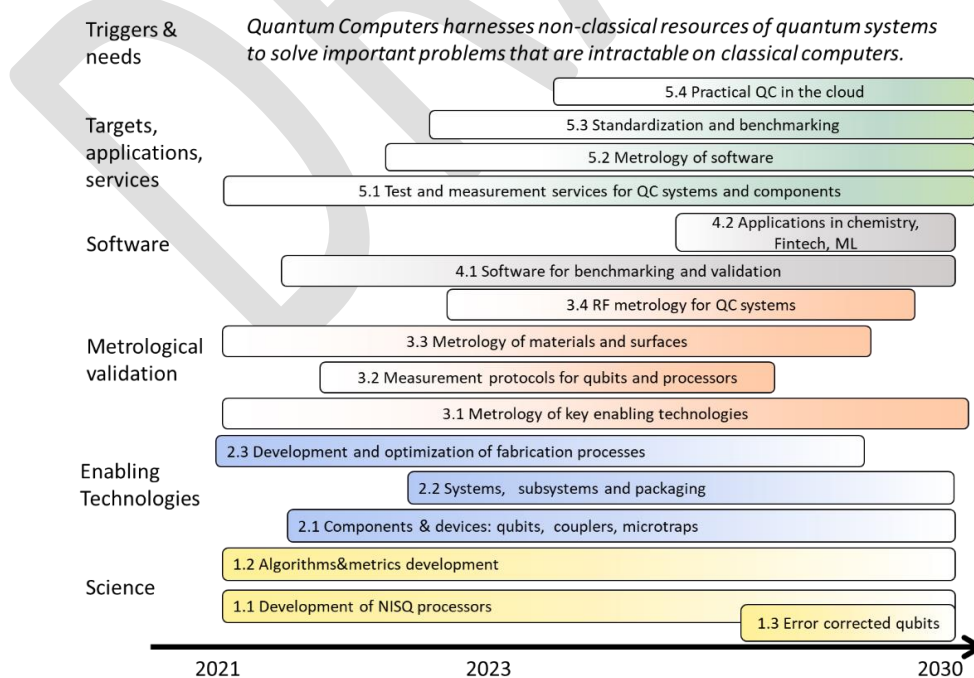 Triggers &
needs
Quantum Computers harnesses non-classical resources of quantum systems
to solve important problems that are intractable on classical computers.
5.4 Practical QC in the cloud
Targets,
applications,
services
5.3 Standardization and benchmarking
5.2 Metrology of software
5.1 Test and measurement services for QC systems and components
Software
4.2 Applications in chemistry,
Fintech, ML
4.1 Software for benchmarking and validation
Metrological
validation
3.4 RF metrology for QC systems
3.3 Metrology of materials and surfaces
3.2 Measurement protocols for qubits and processors
3.1 Metrology of key enabling technologies
Enabling
Technologies
2.3 Development and optimization of fabrication processes
2.2 Systems, subsystems and packaging
2.1 Components & devices: qubits, couplers, microtraps
Science
1.2 Algorithms&metrics development
1.1 Development of NISQ processors
1.3 Error corrected qubits
2021
2023
2030